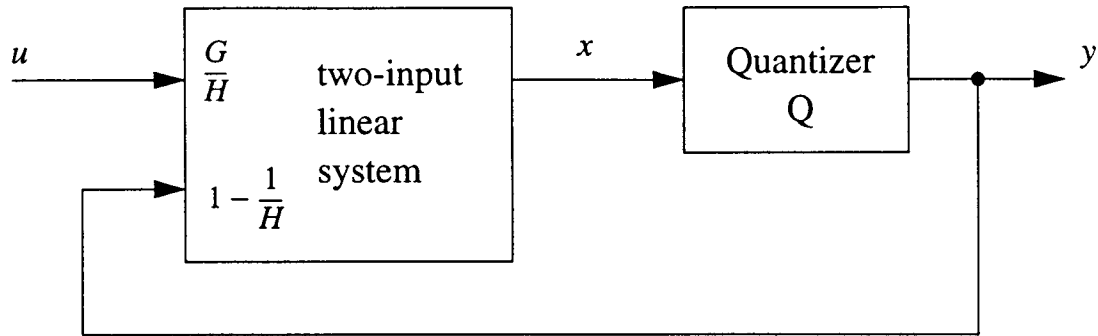 u
G
H
two-input
linear
system
1 - 1
H
x
Quantizer
Q
y